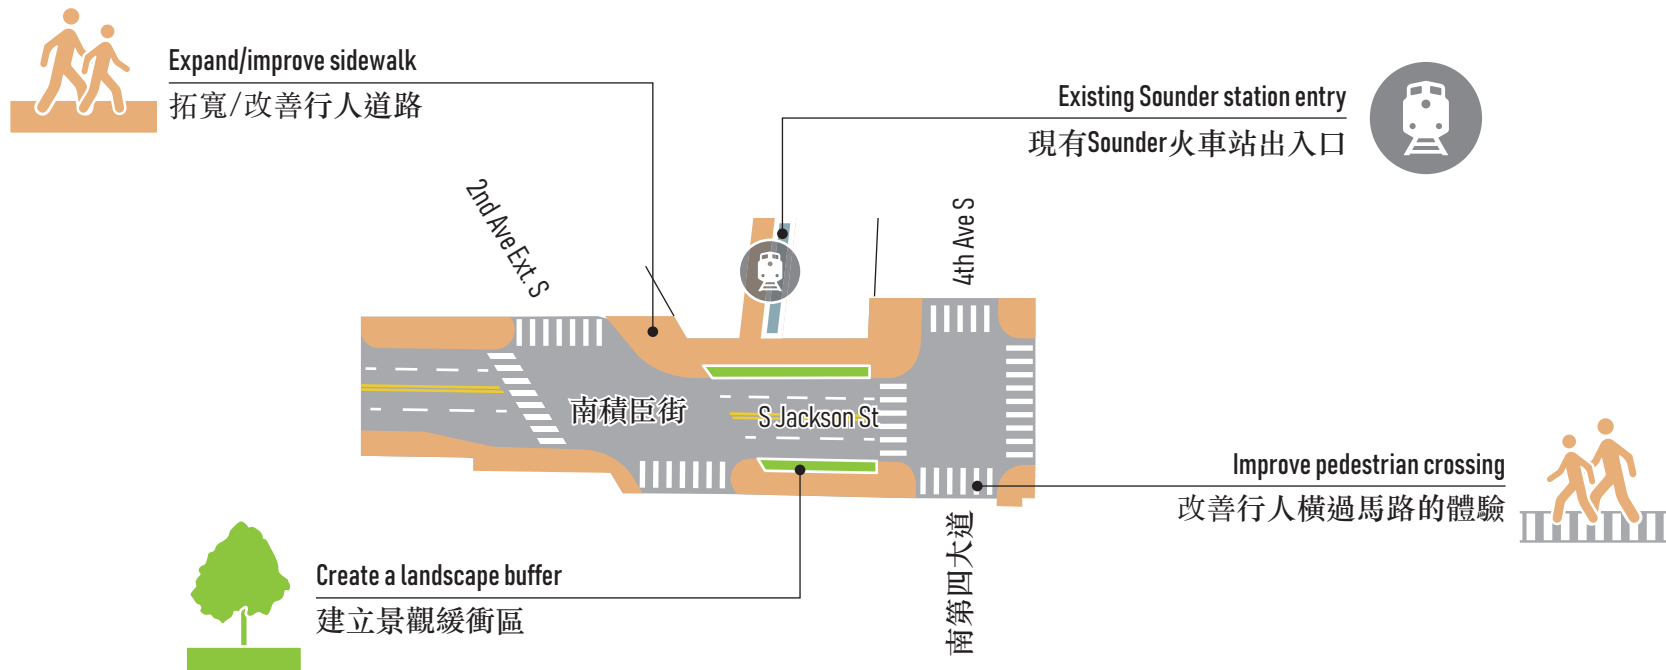 Expand/improve sidewalk
拓寬/改善行人道路
Existing Sounder station entry
現有Sounder火車站出入口
2nd Ave Ext. S
4th Ave S
南積臣街
S Jackson St
Improve pedestrian crossing
改善行人橫過馬路的體驗
南第四大道
Create a landscape buffer
建立景觀緩衝區